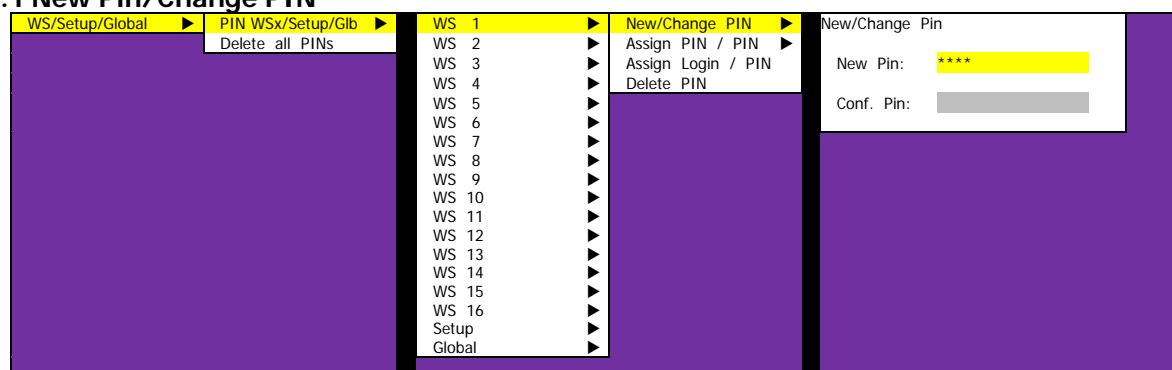 .1 New Pin/Change PIN
WS/Setup/Global ▶
PIN WSx/Setup/Glb ▶
Delete all PINs
WS 1 ▶
WS 2 ▶
WS 3 ▶
WS 4 ▶
WS 5 ▶
WS 6 ▶
WS 7 ▶
WS 8 ▶
WS 9 ▶
WS 10 ▶
WS 11 ▶
WS 12 ▶
WS 13 ▶
WS 14 ▶
WS 15 ▶
WS 16 ▶
Setup ▶
Global ▶
New/Change PIN ▶
Assign PIN / PIN ▶
Assign Login / PIN
Delete PIN
New/Change Pin
New Pin: ****
Conf. Pin: